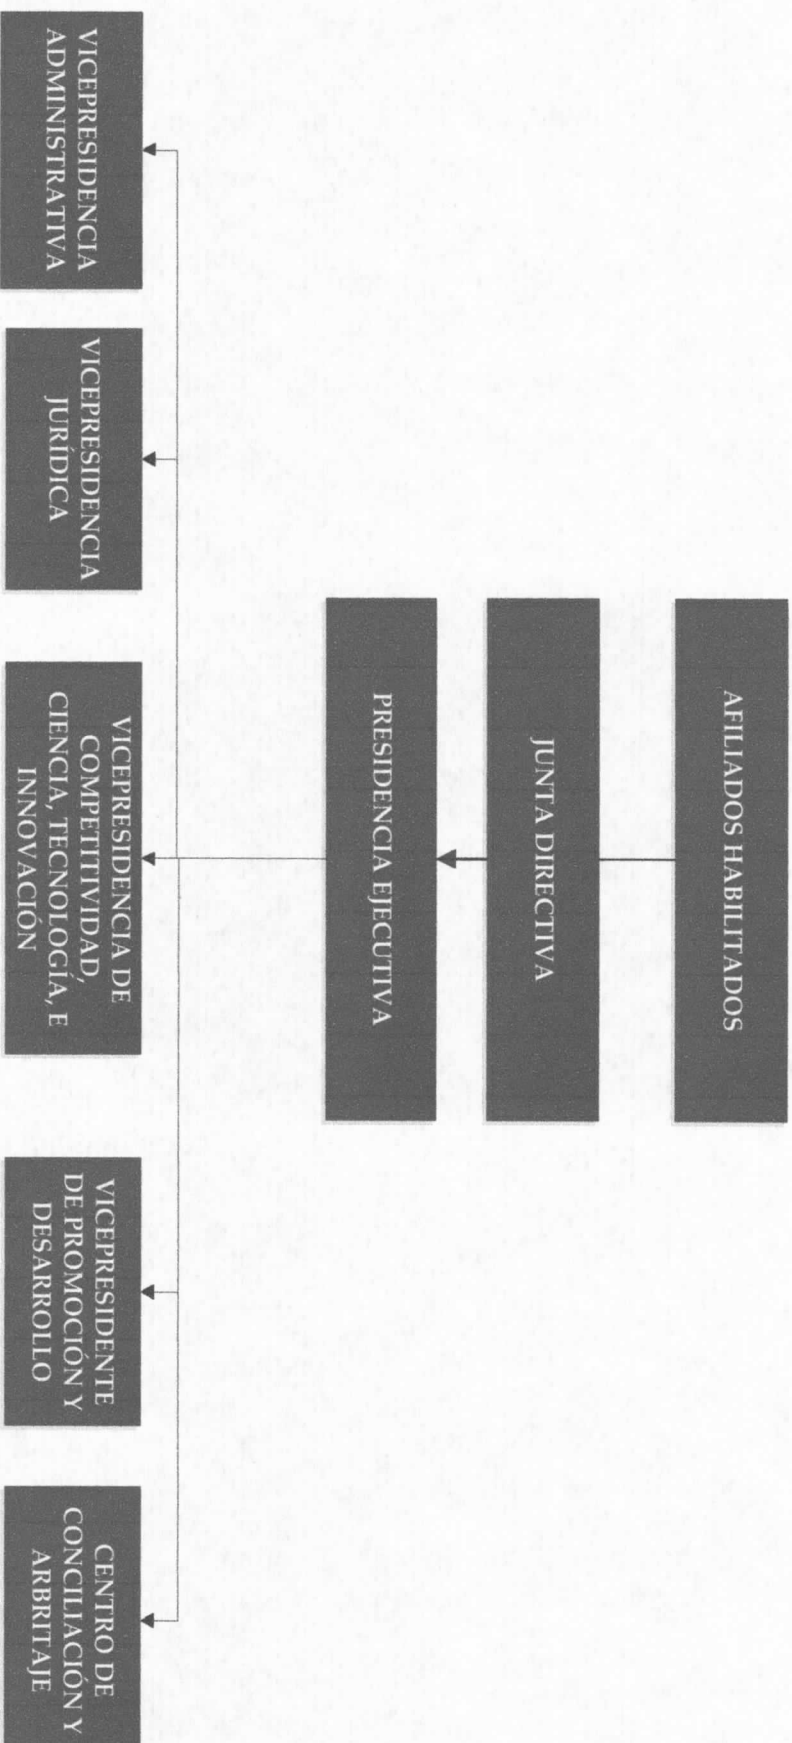 AFILIADOS HABILITADOS
JUNTA DIRECTIVA
PRESIDENCIA EJECUTIVA
VICEPRESIDENCIA
ADMINISTRATIVA
VICEPRESIDENCIA
JURÍDICA
VICEPRESIDENCIA DE
COMPETITIVIDAD,
CIENCIA, TECNOLOGÍA, E
INNOVACIÓN
VICEPRESIDENTE
DE PROMOCIÓN Y
DESARROLLO
CENTRO DE
CONCILIACIÓN Y
ARBRITAJE